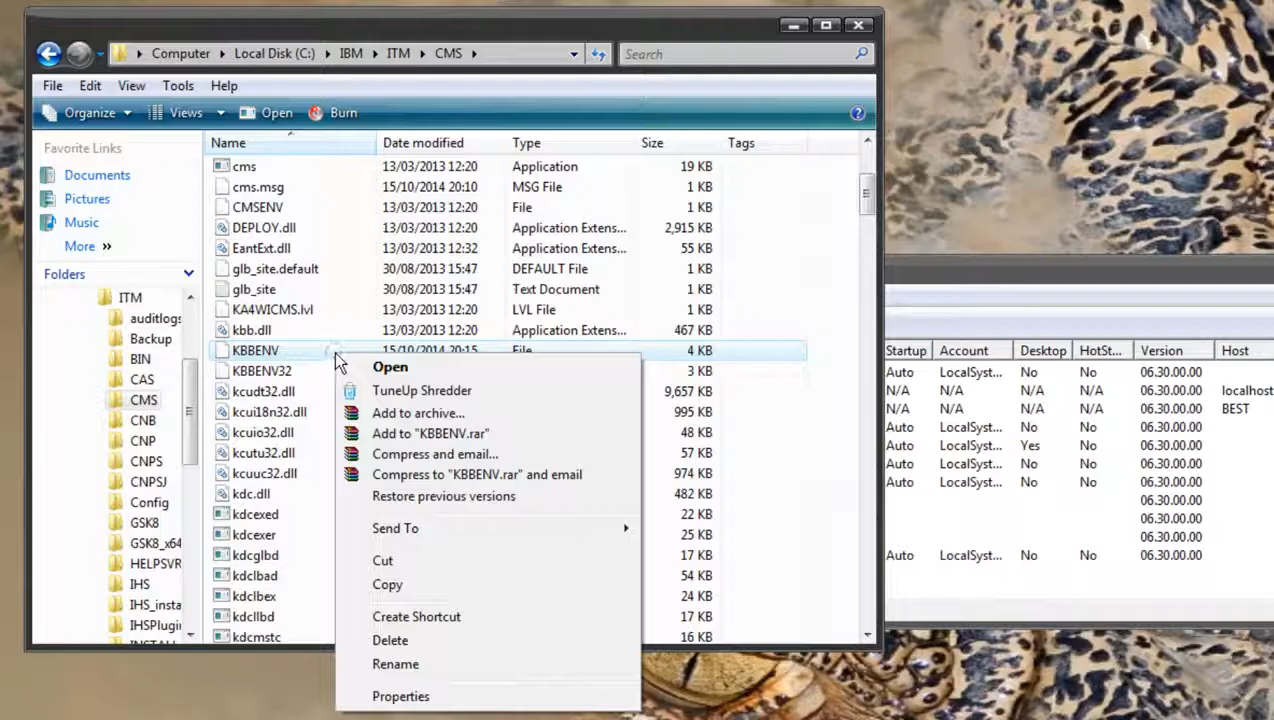 Computer Local Disk (C:) IBM ITM CMS Search
File Edit View Tools Help
Organize Views Open Burn
Favorite Links
Documents
Pictures
Music
More »
Folders
ITM
auditlogs
Backup
BIN
CAS
CMS
CNB
CNP
CNPS
CNPSJ
Config
GSK8
GSK8_x64
HELPSVR
IHS
IHS_insta
IHSPlugi
Name Date modified Type Size Tags
cms 13/03/2013 12:20 Application 19 KB
cms.msg 15/10/2014 20:10 MSG File 1 KB
CMSENV 13/03/2013 12:20 File 1 KB
DEPLOY.dll 13/03/2013 12:20 Application Extens... 2,915 KB
EantExt.dll 13/03/2013 12:32 Application Extens... 55 KB
glb_site.default 30/08/2013 15:47 DEFAULT File 1 KB
glb_site 30/08/2013 15:47 Text Document 1 KB
KA4WICMS.lvl 13/03/2013 12:20 LVL File 1 KB
kbb.dll 13/03/2013 12:20 Application Extens... 467 KB
KBBENV 15/10/2014 20:15 File 4 KB
KBBENV32 3 KB
kcudt32.dll 9,657 KB
kcui18n32.dll 995 KB
kcuio32.dll 48 KB
kcutu32.dll 57 KB
kcuuc32.dll 974 KB
kdc.dll 482 KB
kdcexed 22 KB
kdcexer 25 KB
kdcglbd 17 KB
kdclbad 54 KB
kdclbex 24 KB
kdcllbd 17 KB
kdcmstc 16 KB
Open
TuneUp Shredder
Add to archive...
Add to "KBBENV.rar"
Compress and email...
Compress to "KBBENV.rar" and email
Restore previous versions
Send To
Cut
Copy
Create Shortcut
Delete
Rename
Properties
Startup Account Desktop HotSt... Version Host
Auto LocalSyst... No No 06.30.00.00
N/A N/A N/A N/A 06.30.00.00 localhost
N/A N/A N/A N/A 06.30.00.00 BEST
Auto LocalSyst... No No 06.30.00.00
Auto LocalSyst... Yes No 06.30.00.00
Auto LocalSyst... No No 06.30.00.00
Auto LocalSyst... No No 06.30.00.00
06.30.00.00
06.30.00.00
06.30.00.00
Auto LocalSyst... No No 06.30.00.00